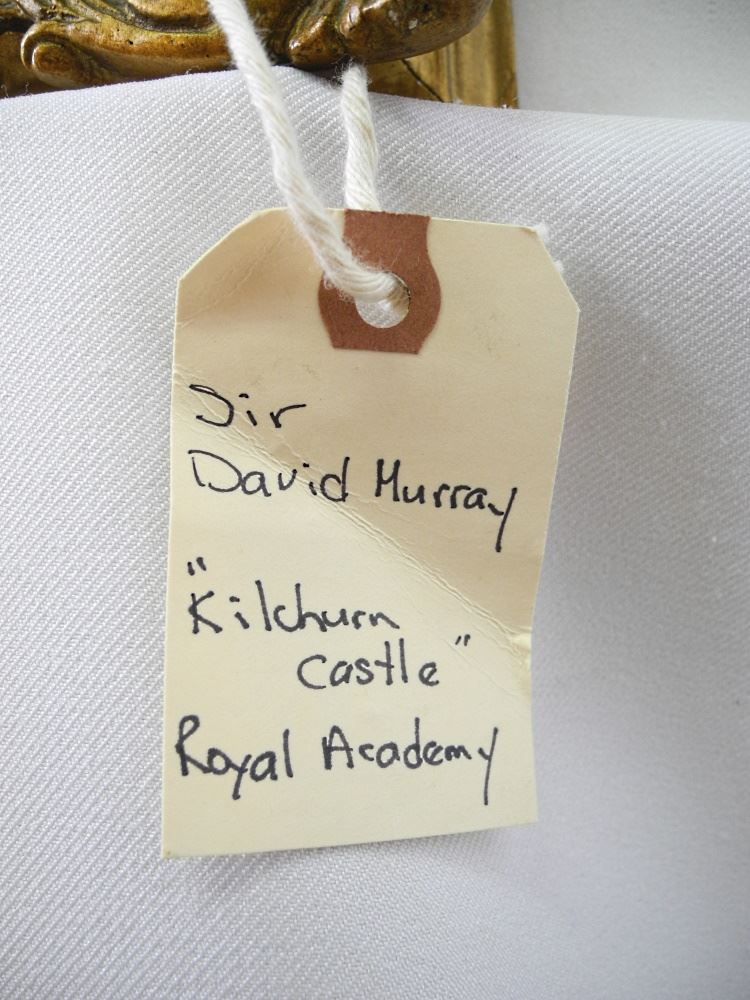 Sir
David Murray
"Kilchurn
Castle"
Royal Academy